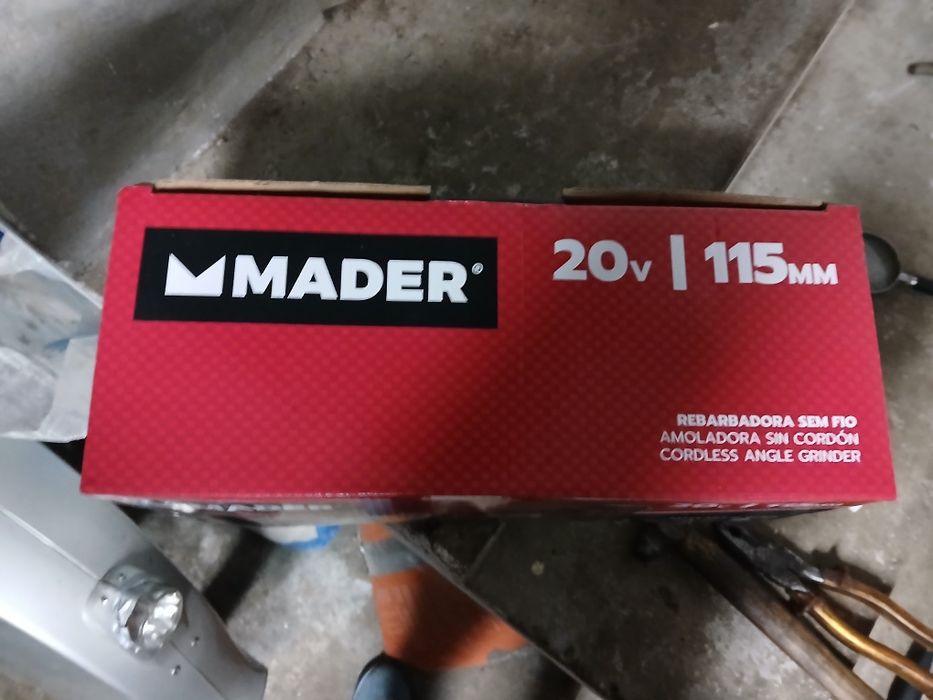 MADER®
20V | 115MM
REBARBADORA SEM FIO
AMOLADORA SIN CORDÓN
CORDLESS ANGLE GRINDER